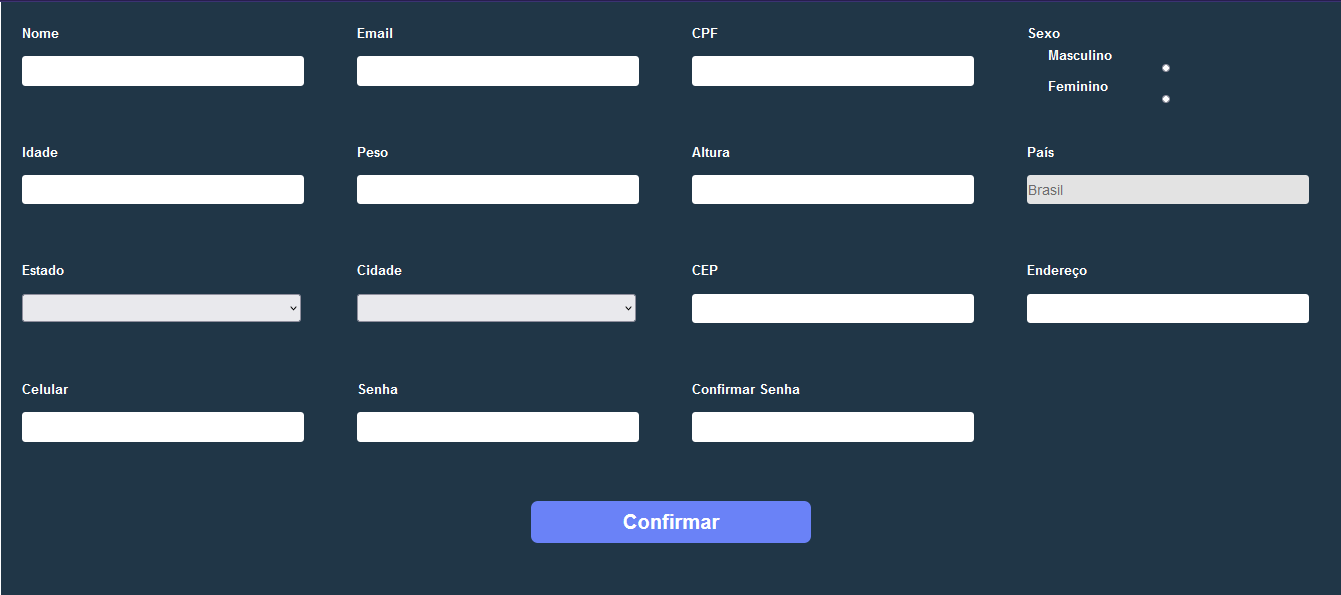 Nome
Email
CPF
Sexo
Masculino
Feminino
Idade
Peso
Altura
País
Brasil
Estado
Cidade
CEP
Endereço
Celular
Senha
Confirmar Senha
Confirmar